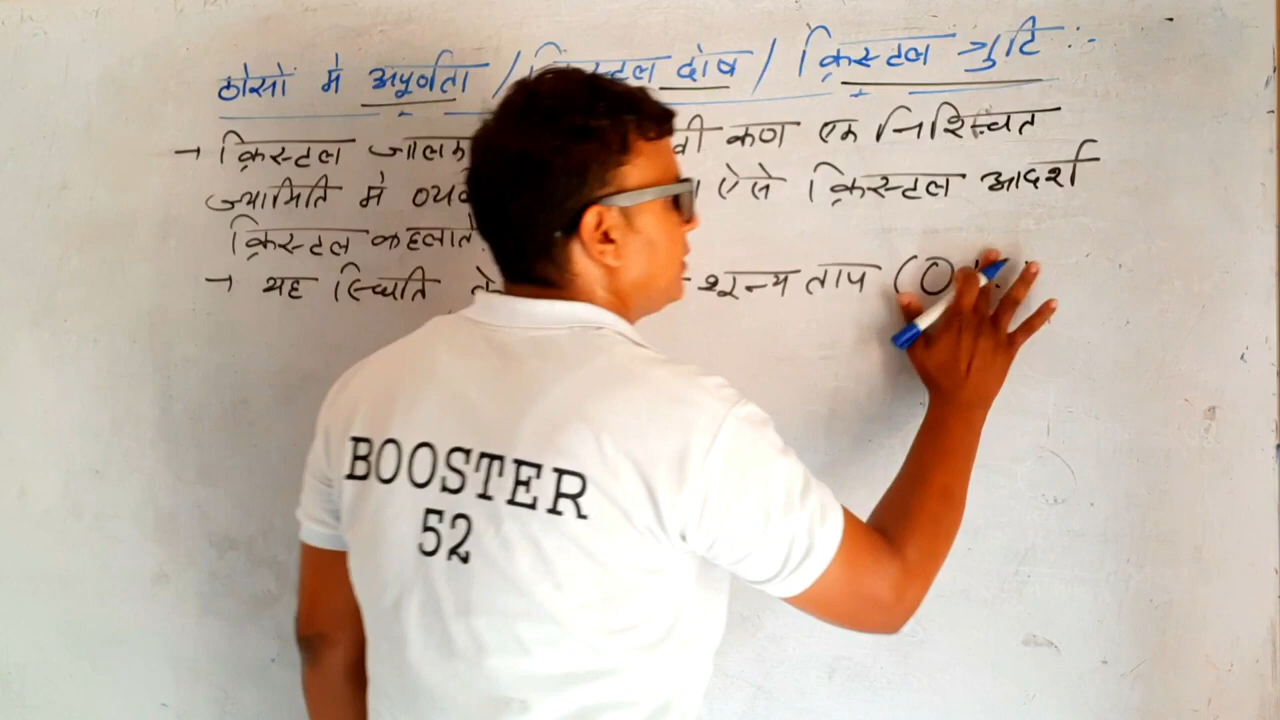 ठोसों में अपूर्णता / क्रिस्टल दोष / क्रिस्टल त्रुटि :-
→ क्रिस्टल जालक कण एक निश्चित
ज्यामिति में ऐसे क्रिस्टल आदर्श
क्रिस्टल कहलाते
→ यह स्थिति शून्य ताप (0
BOOSTER
52